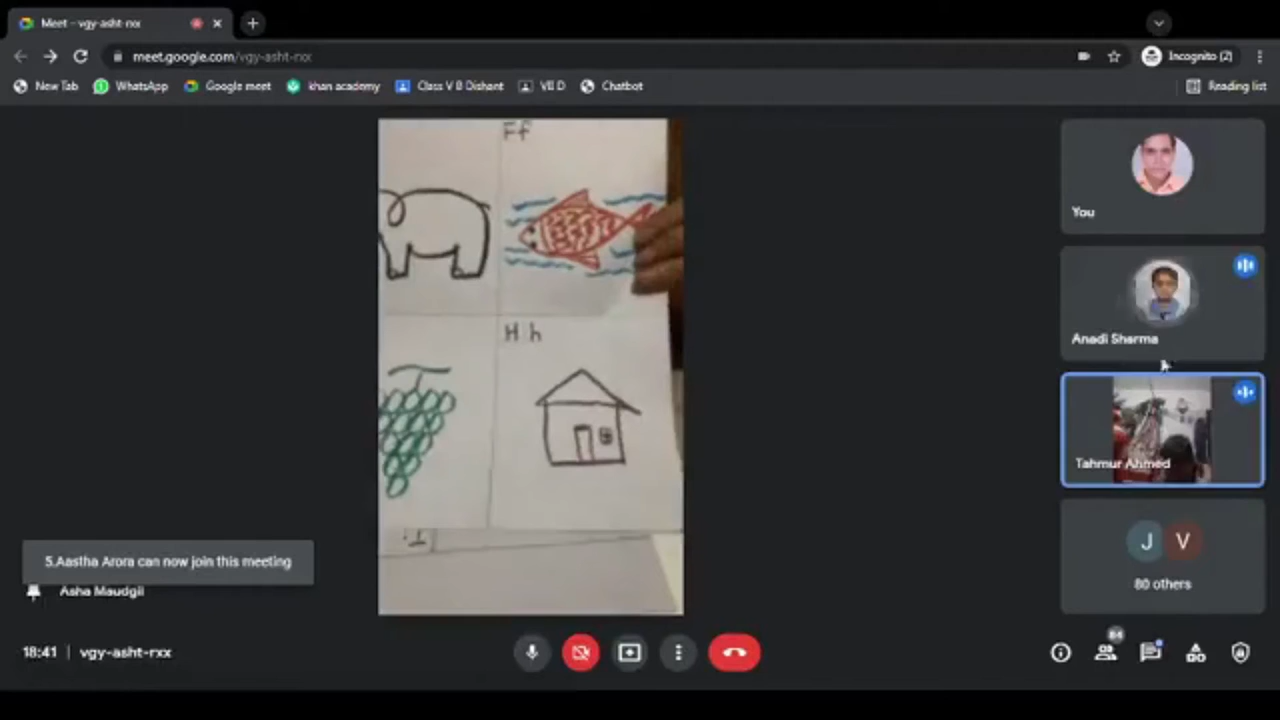 Meet - vgy-asht-rxx
meet.google.com/vgy-asht-rxx
Incognito (2)
New Tab
WhatsApp
Google meet
khan academy
Class V B Dishant
VII D
Chatbot
Reading list
Ff
You
Anadi Sharma
H h
Tahmur Ahmed
J
V
80 others
5.Aastha Arora can now join this meeting
Asha Maudgil
18:41 | vgy-asht-rxx
84